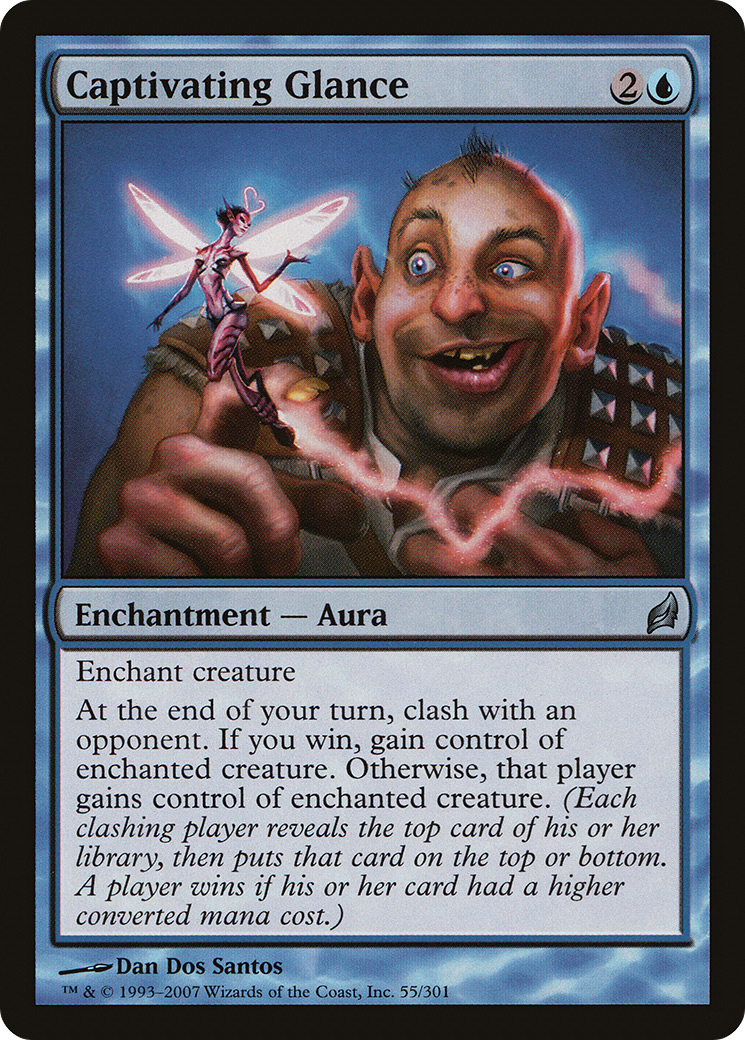 Captivating Glance 2
Enchantment — Aura
Enchant creature
At the end of your turn, clash with an
opponent. If you win, gain control of
enchanted creature. Otherwise, that player
gains control of enchanted creature. (Each
clashing player reveals the top card of his or her
library, then puts that card on the top or bottom.
A player wins if his or her card had a higher
converted mana cost.)
Dan Dos Santos
™ & © 1993–2007 Wizards of the Coast, Inc. 55/301